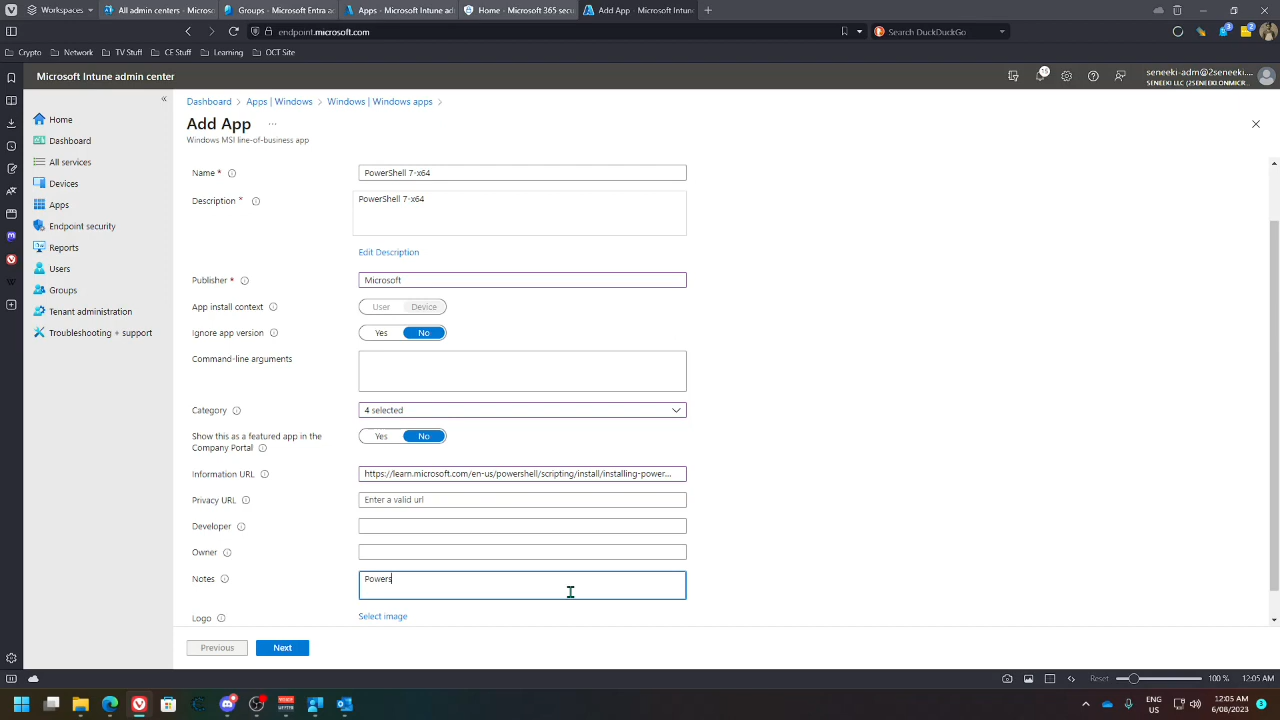 Workspaces
All admin centers - Micros
Groups - Microsoft Entra a
Apps - Microsoft Intune ad
Home - Microsoft 365 secu
Add App - Microsoft Intune
endpoint.microsoft.com
Search DuckDuckGo
3
2
Crypto
Network
TV Stuff
CE Stuff
Learning
OCT Site
Microsoft Intune admin center
seneeki-adm@2seneeki....
SENEEKI LLC (2SENEEKI.ONMICR...
Home
Dashboard
All services
Devices
Apps
Endpoint security
Reports
Users
Groups
Tenant administration
Troubleshooting + support
Dashboard > Apps | Windows > Windows | Windows apps >
Add App ...
Windows MSI line-of-business app
Name *
PowerShell 7-x64
Description *
PowerShell 7-x64
Edit Description
Publisher *
Microsoft
App install context
User
Device
Ignore app version
Yes
No
Command-line arguments
Category
4 selected
Show this as a featured app in the
Company Portal
Yes
No
Information URL
https://learn.microsoft.com/en-us/powershell/scripting/install/installing-power...
Privacy URL
Enter a valid url
Developer
Owner
Notes
Powers
Logo
Select image
Previous
Next
Reset
100 %
12:05 AM
ENG
US
12:05 AM
6/08/2023
3